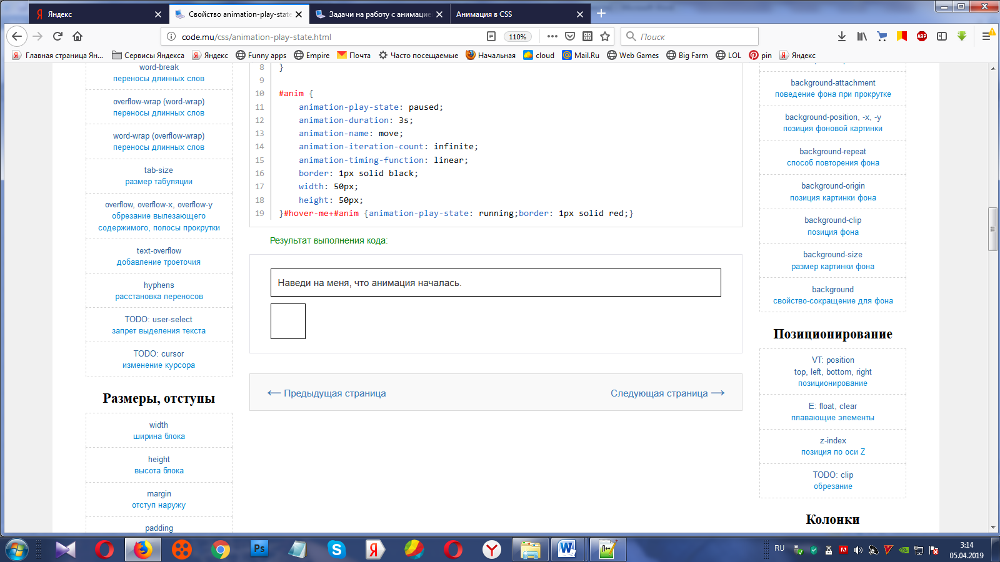 Яндекс
Свойство animation-play-state
Задачи на работу с анимацие
Анимация в CSS
code.mu/css/animation-play-state.html
110%
Поиск
ABP
Главная страница Ян...
Сервисы Яндекса
Яндекс
Funny apps
Empire
Почта
Часто посещаемые
Начальная
cloud
Mail.Ru
Web Games
Big Farm
LOL
pin
Яндекс
word-break
переносы длинных слов
overflow-wrap (word-wrap)
переносы длинных слов
word-wrap (overflow-wrap)
переносы длинных слов
tab-size
размер табуляции
overflow, overflow-x, overflow-y
обрезание вылезающего
содержимого, полосы прокрутки
text-overflow
добавление троеточия
hyphens
расстановка переносов
TODO: user-select
запрет выделения текста
TODO: cursor
изменение курсора
Размеры, отступы
width
ширина блока
height
высота блока
margin
отступ наружу
padding
8 }
9
10 #anim {
11 animation-play-state: paused;
12 animation-duration: 3s;
13 animation-name: move;
14 animation-iteration-count: infinite;
15 animation-timing-function: linear;
16 border: 1px solid black;
17 width: 50px;
18 height: 50px;
19 }#hover-me+#anim {animation-play-state: running;border: 1px solid red;}
Результат выполнения кода:
Наведи на меня, что анимация началась.
← Предыдущая страница
Следующая страница →
background-attachment
поведение фона при прокрутке
background-position, -x, -y
позиция фоновой картинки
background-repeat
способ повторения фона
background-origin
позиция картинки фона
background-clip
позиция фона
background-size
размер картинки фона
background
свойство-сокращение для фона
Позиционирование
VT: position
top, left, bottom, right
позиционирование
E: float, clear
плавающие элементы
z-index
позиция по оси Z
TODO: clip
обрезание
Колонки
RU
3:14
05.04.2019